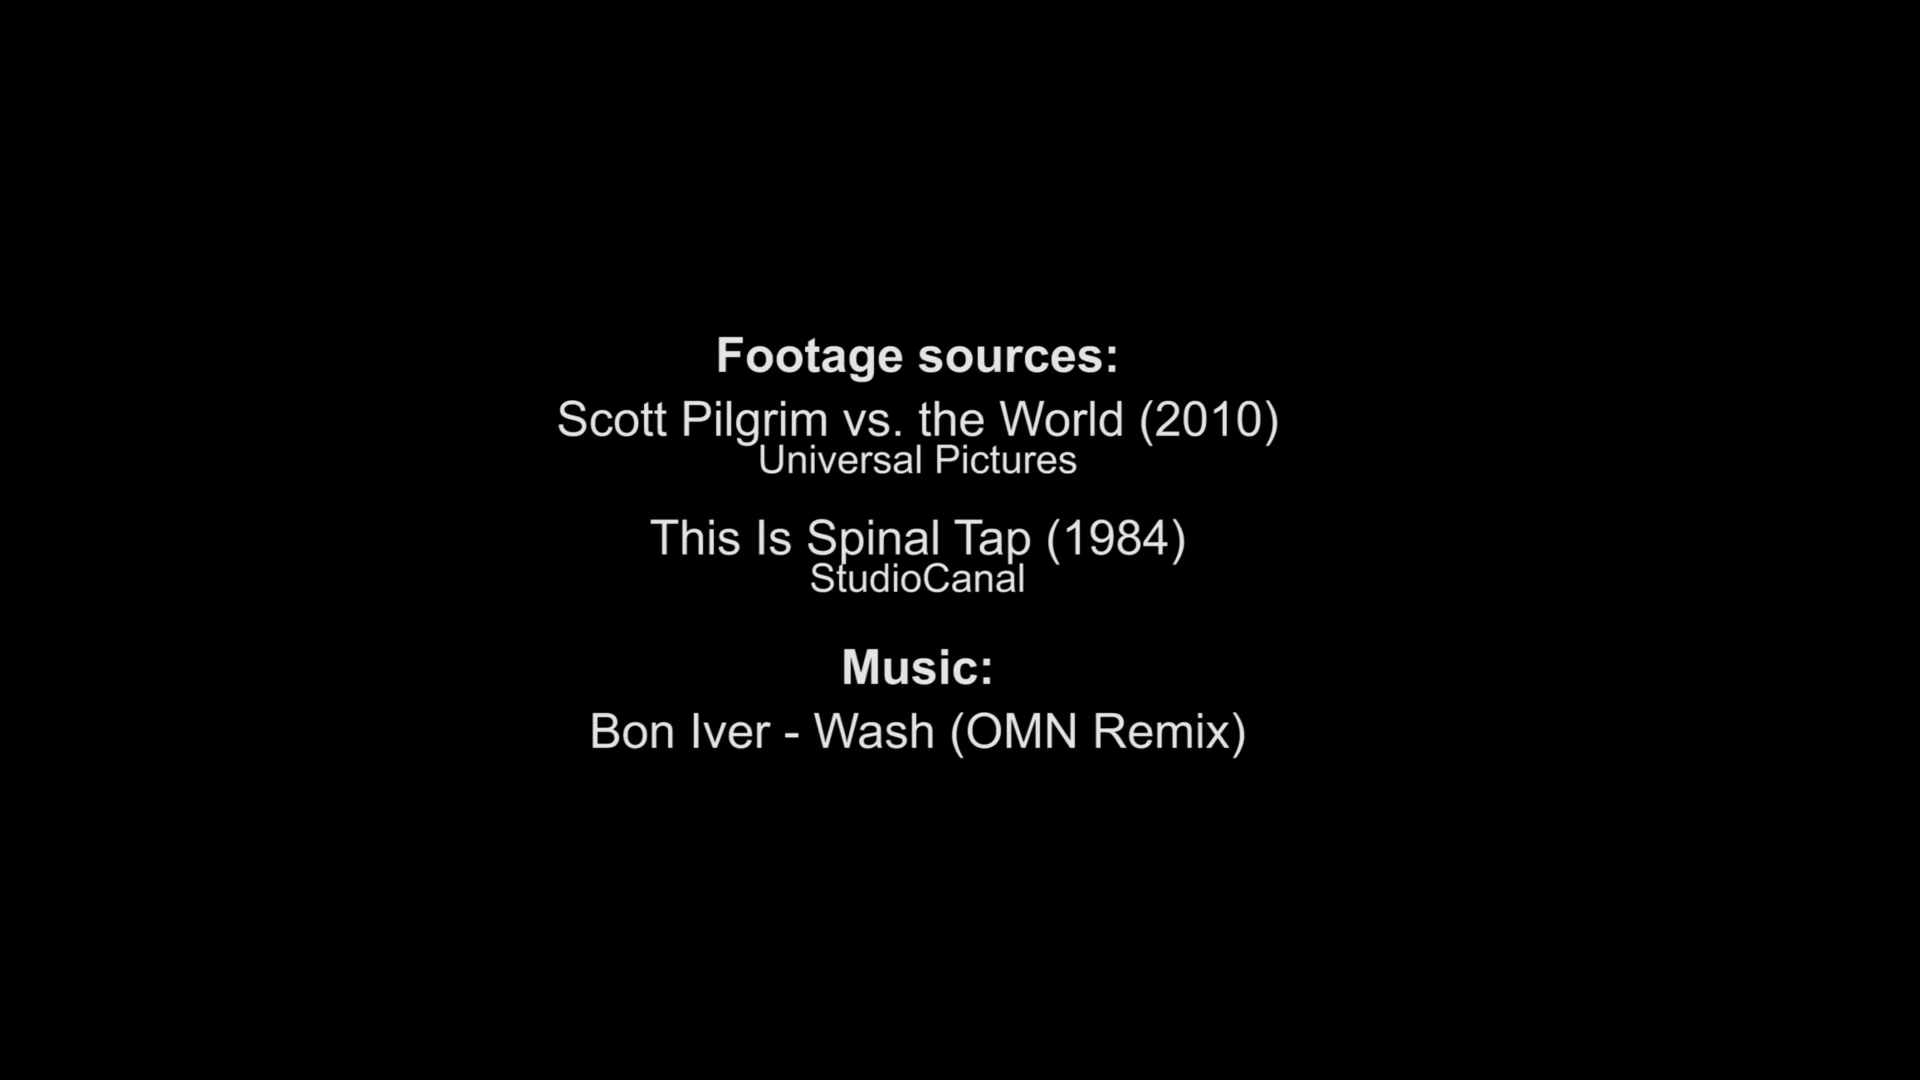 Footage sources:
Scott Pilgrim vs. the World (2010)
Universal Pictures
This Is Spinal Tap (1984)
StudioCanal
Music:
Bon Iver - Wash (OMN Remix)